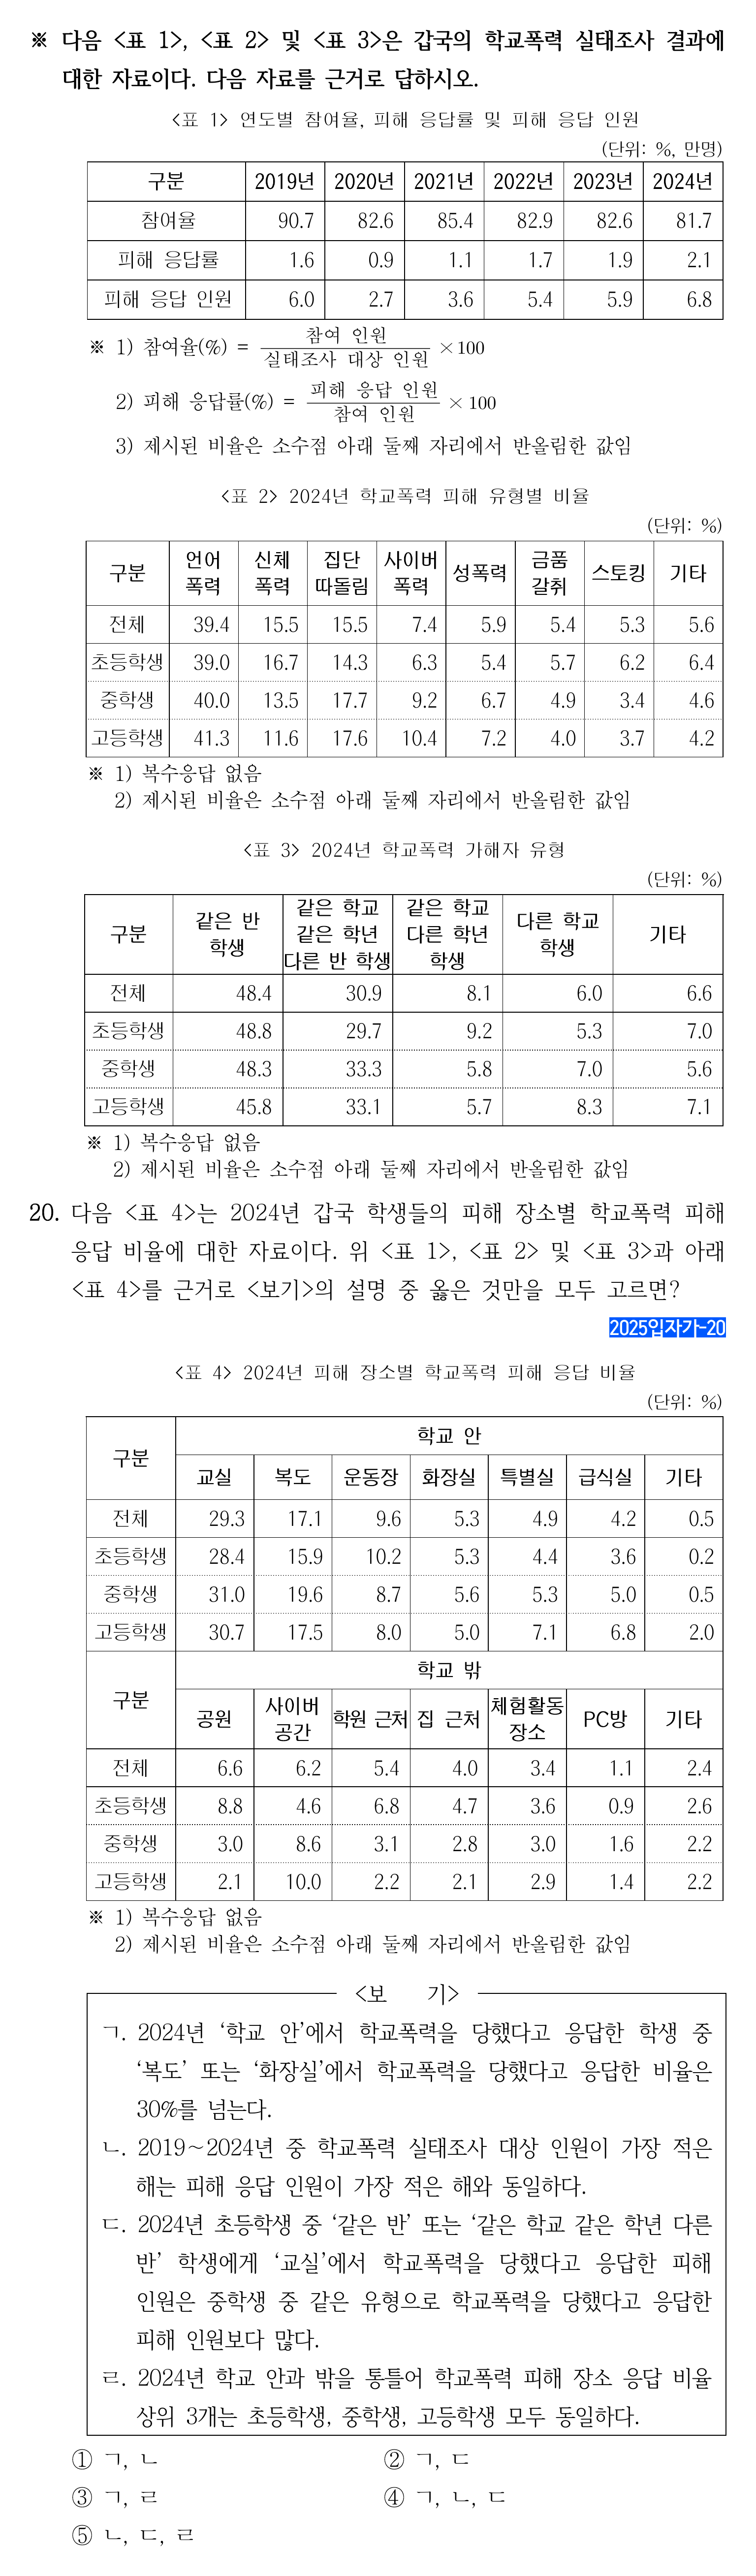 ※ 다음 <표 1>, <표 2> 및 <표 3>은 갑국의 학교폭력 실태조사 결과에
대한 자료이다. 다음 자료를 근거로 답하시오.
<표 1> 연도별 참여율, 피해 응답률 및 피해 응답 인원
(단위: %, 만명)
구분 2019년 2020년 2021년 2022년 2023년 2024년
참여율 90.7 82.6 85.4 82.9 82.6 81.7
피해 응답률 1.6 0.9 1.1 1.7 1.9 2.1
피해 응답 인원 6.0 2.7 3.6 5.4 5.9 6.8
※ 1) 참여율(%) = 참여 인원 / 실태조사 대상 인원 × 100
2) 피해 응답률(%) = 피해 응답 인원 / 참여 인원 × 100
3) 제시된 비율은 소수점 아래 둘째 자리에서 반올림한 값임
<표 2> 2024년 학교폭력 피해 유형별 비율
(단위: %)
구분 언어 폭력 신체 폭력 집단 따돌림 사이버 폭력 성폭력 금품 갈취 스토킹 기타
전체 39.4 15.5 15.5 7.4 5.9 5.4 5.3 5.6
초등학생 39.0 16.7 14.3 6.3 5.4 5.7 6.2 6.4
중학생 40.0 13.5 17.7 9.2 6.7 4.9 3.4 4.6
고등학생 41.3 11.6 17.6 10.4 7.2 4.0 3.7 4.2
※ 1) 복수응답 없음
2) 제시된 비율은 소수점 아래 둘째 자리에서 반올림한 값임
<표 3> 2024년 학교폭력 가해자 유형
(단위: %)
구분 같은 반 학생 같은 학교 같은 학년 다른 반 학생 같은 학교 다른 학년 학생 다른 학교 학생 기타
전체 48.4 30.9 8.1 6.0 6.6
초등학생 48.8 29.7 9.2 5.3 7.0
중학생 48.3 33.3 5.8 7.0 5.6
고등학생 45.8 33.1 5.7 8.3 7.1
※ 1) 복수응답 없음
2) 제시된 비율은 소수점 아래 둘째 자리에서 반올림한 값임
20. 다음 <표 4>는 2024년 갑국 학생들의 피해 장소별 학교폭력 피해
응답 비율에 대한 자료이다. 위 <표 1>, <표 2> 및 <표 3>과 아래
<표 4>를 근거로 <보기>의 설명 중 옳은 것만을 모두 고르면?
2025입자가-20
<표 4> 2024년 피해 장소별 학교폭력 피해 응답 비율
(단위: %)
구분 학교 안
교실 복도 운동장 화장실 특별실 급식실 기타
전체 29.3 17.1 9.6 5.3 4.9 4.2 0.5
초등학생 28.4 15.9 10.2 5.3 4.4 3.6 0.2
중학생 31.0 19.6 8.7 5.6 5.3 5.0 0.5
고등학생 30.7 17.5 8.0 5.0 7.1 6.8 2.0
구분 학교 밖
공원 사이버 공간 학원 근처 집 근처 체험활동 장소 PC방 기타
전체 6.6 6.2 5.4 4.0 3.4 1.1 2.4
초등학생 8.8 4.6 6.8 4.7 3.6 0.9 2.6
중학생 3.0 8.6 3.1 2.8 3.0 1.6 2.2
고등학생 2.1 10.0 2.2 2.1 2.9 1.4 2.2
※ 1) 복수응답 없음
2) 제시된 비율은 소수점 아래 둘째 자리에서 반올림한 값임
<보 기>
ㄱ. 2024년 ‘학교 안’에서 학교폭력을 당했다고 응답한 학생 중
‘복도’ 또는 ‘화장실’에서 학교폭력을 당했다고 응답한 비율은
30%를 넘는다.
ㄴ. 2019~2024년 중 학교폭력 실태조사 대상 인원이 가장 적은
해는 피해 응답 인원이 가장 적은 해와 동일하다.
ㄷ. 2024년 초등학생 중 ‘같은 반’ 또는 ‘같은 학교 같은 학년 다른
반’ 학생에게 ‘교실’에서 학교폭력을 당했다고 응답한 피해
인원은 중학생 중 같은 유형으로 학교폭력을 당했다고 응답한
피해 인원보다 많다.
ㄹ. 2024년 학교 안과 밖을 통틀어 학교폭력 피해 장소 응답 비율
상위 3개는 초등학생, 중학생, 고등학생 모두 동일하다.
① ㄱ, ㄴ ② ㄱ, ㄷ
③ ㄱ, ㄹ ④ ㄱ, ㄴ, ㄷ
⑤ ㄴ, ㄷ, ㄹ